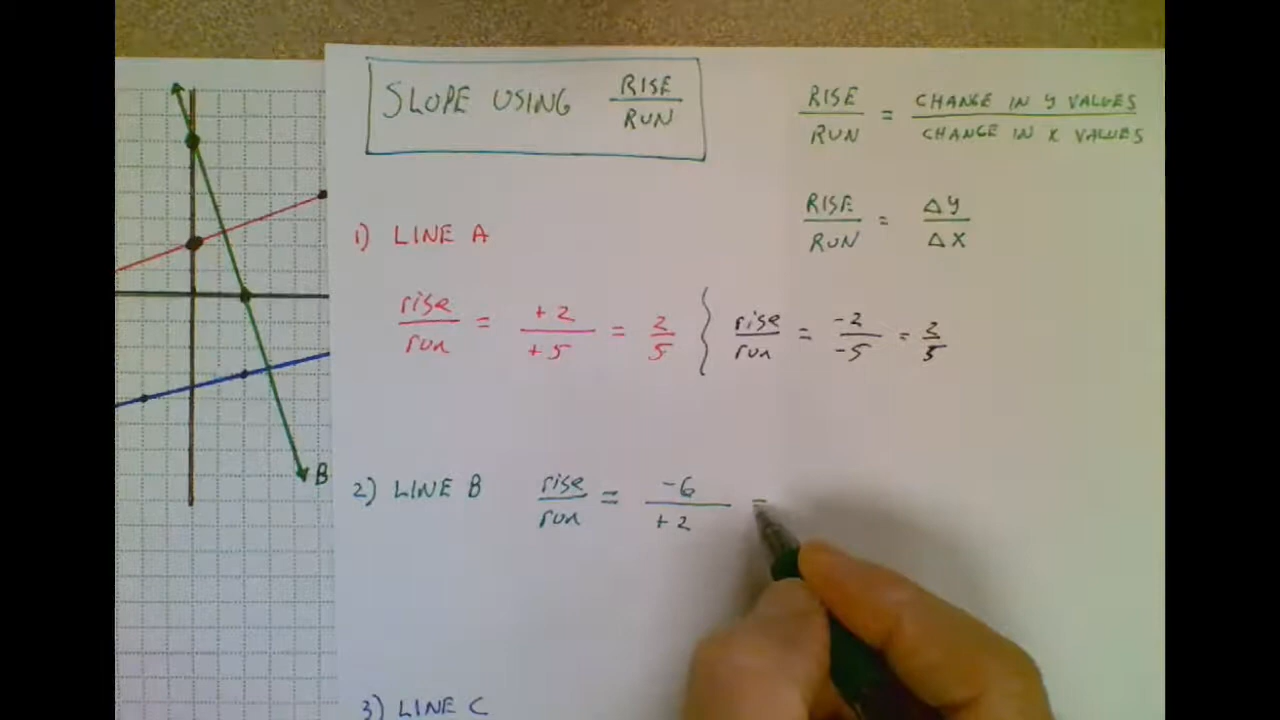 SLOPE USING RISE
RUN
RISE
RUN = CHANGE IN Y VALUES
CHANGE IN X VALUES
RISE
RUN = ΔY
ΔX
1) LINE A
rise
run = +2
+5 = 2
5
rise
run = -2
-5 = 2
5
B
2) LINE B rise
run = -6
+2 =
3) LINE C